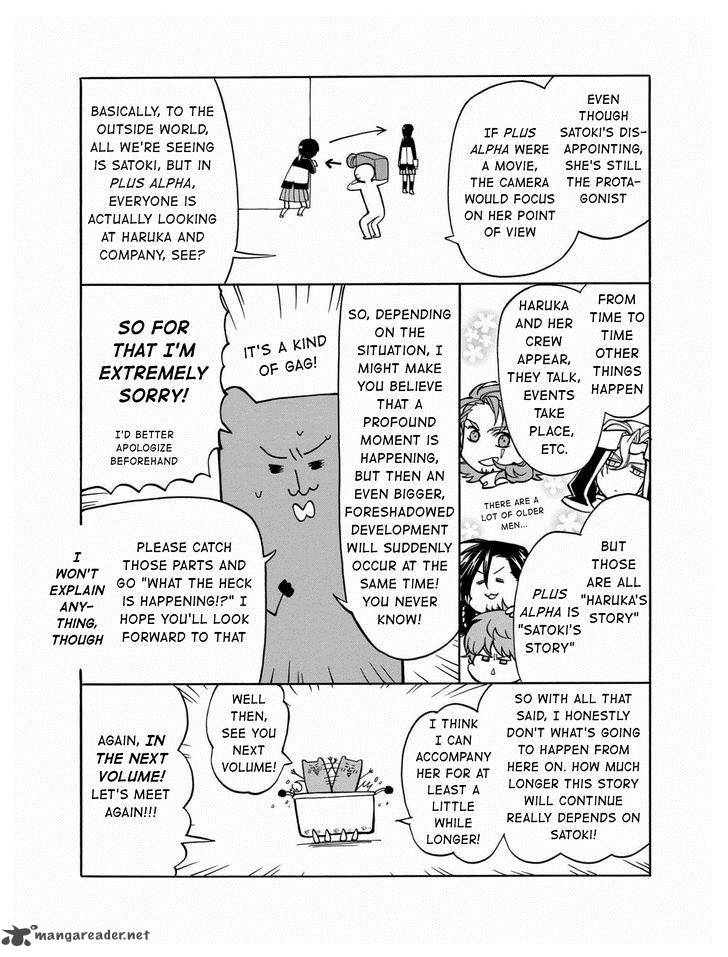 EVEN
THOUGH
SATOKI'S DIS-
APPOINTING,
SHE'S STILL
THE PROTA-
GONIST
IF PLUS
ALPHA WERE
A MOVIE,
THE CAMERA
WOULD FOCUS
ON HER POINT
OF VIEW
BASICALLY, TO THE
OUTSIDE WORLD,
ALL WE'RE SEEING
IS SATOKI, BUT IN
PLUS ALPHA,
EVERYONE IS
ACTUALLY LOOKING
AT HARUKA AND
COMPANY, SEE?
FROM
TIME TO
TIME
OTHER
THINGS
HAPPEN
HARUKA
AND HER
CREW
APPEAR,
THEY TALK,
EVENTS
TAKE
PLACE,
ETC.
THERE ARE A
LOT OF OLDER
MEN...
BUT
THOSE
ARE ALL
"HARUKA'S
STORY"
PLUS
ALPHA IS
"SATOKI'S
STORY"
SO, DEPENDING
ON THE
SITUATION, I
MIGHT MAKE
YOU BELIEVE
THAT A
PROFOUND
MOMENT IS
HAPPENING,
BUT THEN AN
EVEN BIGGER,
FORESHADOWED
DEVELOPMENT
WILL SUDDENLY
OCCUR AT THE
SAME TIME!
YOU NEVER
KNOW!
IT'S A KIND
OF GAG!
SO FOR
THAT I'M
EXTREMELY
SORRY!
I'D BETTER
APOLOGIZE
BEFOREHAND
PLEASE CATCH
THOSE PARTS AND
GO "WHAT THE HECK
IS HAPPENING!?" I
HOPE YOU'LL LOOK
FORWARD TO THAT
I
WON'T
EXPLAIN
ANY-
THING,
THOUGH
SO WITH ALL THAT
SAID, I HONESTLY
DON'T WHAT'S GOING
TO HAPPEN FROM
HERE ON. HOW MUCH
LONGER THIS STORY
WILL CONTINUE
REALLY DEPENDS ON
SATOKI!
I THINK
I CAN
ACCOMPANY
HER FOR AT
LEAST A
LITTLE
WHILE
LONGER!
WELL
THEN,
SEE YOU
NEXT
VOLUME!
AGAIN, IN
THE NEXT
VOLUME!
LET'S MEET
AGAIN!!!
mangareader.net